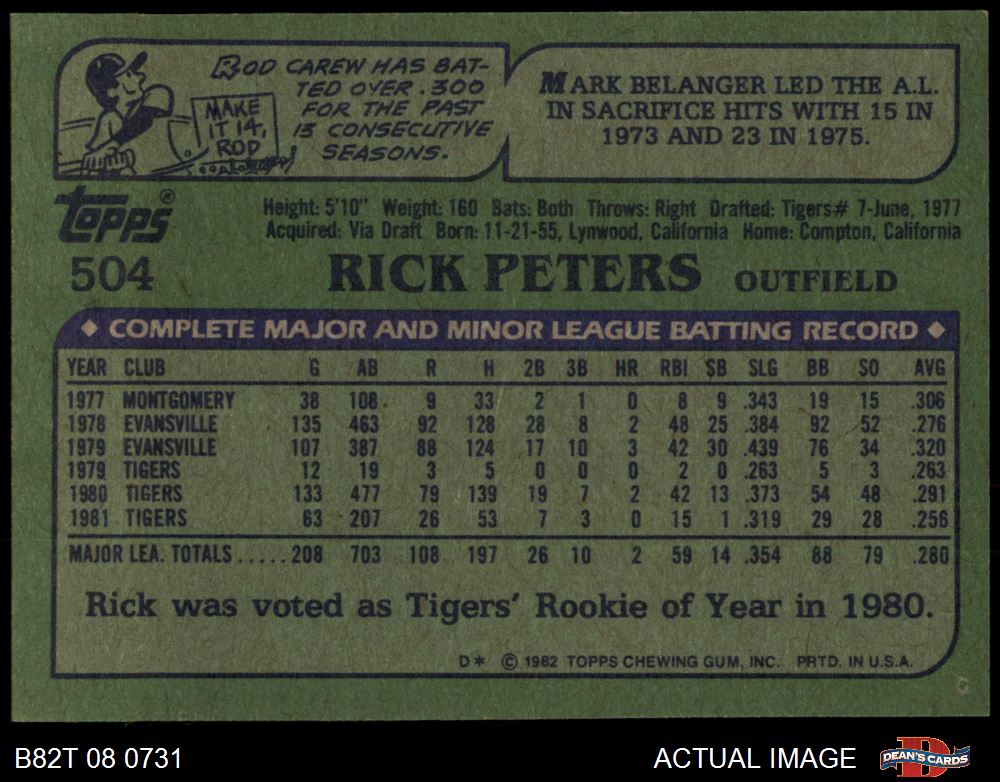 ROD CAREW HAS BAT-
TED OVER .300
FOR THE PAST
13 CONSECUTIVE
SEASONS.
MAKE
IT 14,
ROD
MARK BELANGER LED THE A.L.
IN SACRIFICE HITS WITH 15 IN
1973 AND 23 IN 1975.
TOPPS®
Height: 5'10" Weight: 160 Bats: Both Throws: Right Drafted: Tigers# 7-June, 1977
Acquired: Via Draft Born: 11-21-55, Lynwood, California Home: Compton, California
504 RICK PETERS OUTFIELD
◆ COMPLETE MAJOR AND MINOR LEAGUE BATTING RECORD ◆
YEAR CLUB G AB R H 2B 3B HR RBI SB SLG BB SO AVG
1977 MONTGOMERY 38 108 9 33 2 1 0 8 9 .343 19 15 .306
1978 EVANSVILLE 135 463 92 128 28 8 2 48 25 .384 92 52 .276
1979 EVANSVILLE 107 387 88 124 17 10 3 42 30 .439 76 34 .320
1979 TIGERS 12 19 3 5 0 0 0 2 0 .263 5 3 .263
1980 TIGERS 133 477 79 139 19 7 2 42 13 .373 54 48 .291
1981 TIGERS 63 207 26 53 7 3 0 15 1 .319 29 28 .256
MAJOR LEA. TOTALS.....208 703 108 197 26 10 2 59 14 .354 88 79 .280
Rick was voted as Tigers' Rookie of Year in 1980.
D* © 1982 TOPPS CHEWING GUM, INC. PRTD. IN U.S.A.
B82T 08 0731 ACTUAL IMAGE DEAN'S CARDS